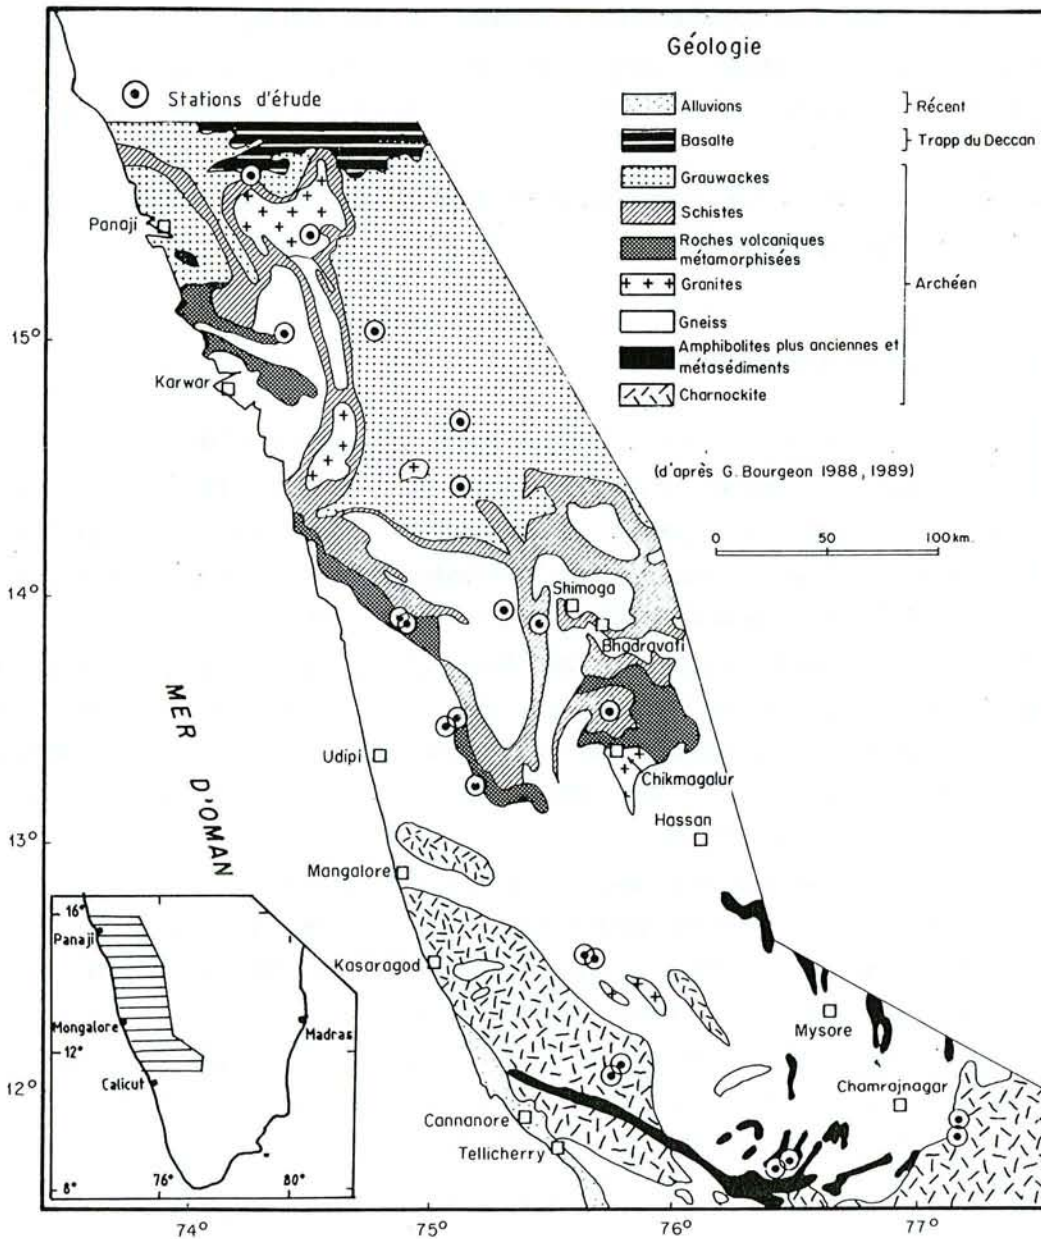 Géologie
Stations d'étude
Alluvions
Récent
Basalte
Trapp du Deccan
Grauwackes
Schistes
Roches volcaniques
métamorphisées
Granites
Archéen
Gneiss
Amphibolites plus anciennes et
métasédiments
Charnockite
(d'après G. Bourgeon 1988, 1989)
0 50 100 km.
Panaji
15°
Karwar
14°
Shimoga
Bhadravati
MER D'OMAN
Udipi
Chikmagalur
Hassan
13°
Mangalore
Kasaragod
Mysore
12°
Chamrajnagar
Cannanore
Tellicherry
16°
Panaji
Mongalore
Madras
12°
Calicut
8°
76°
80°
74°
75°
76°
77°